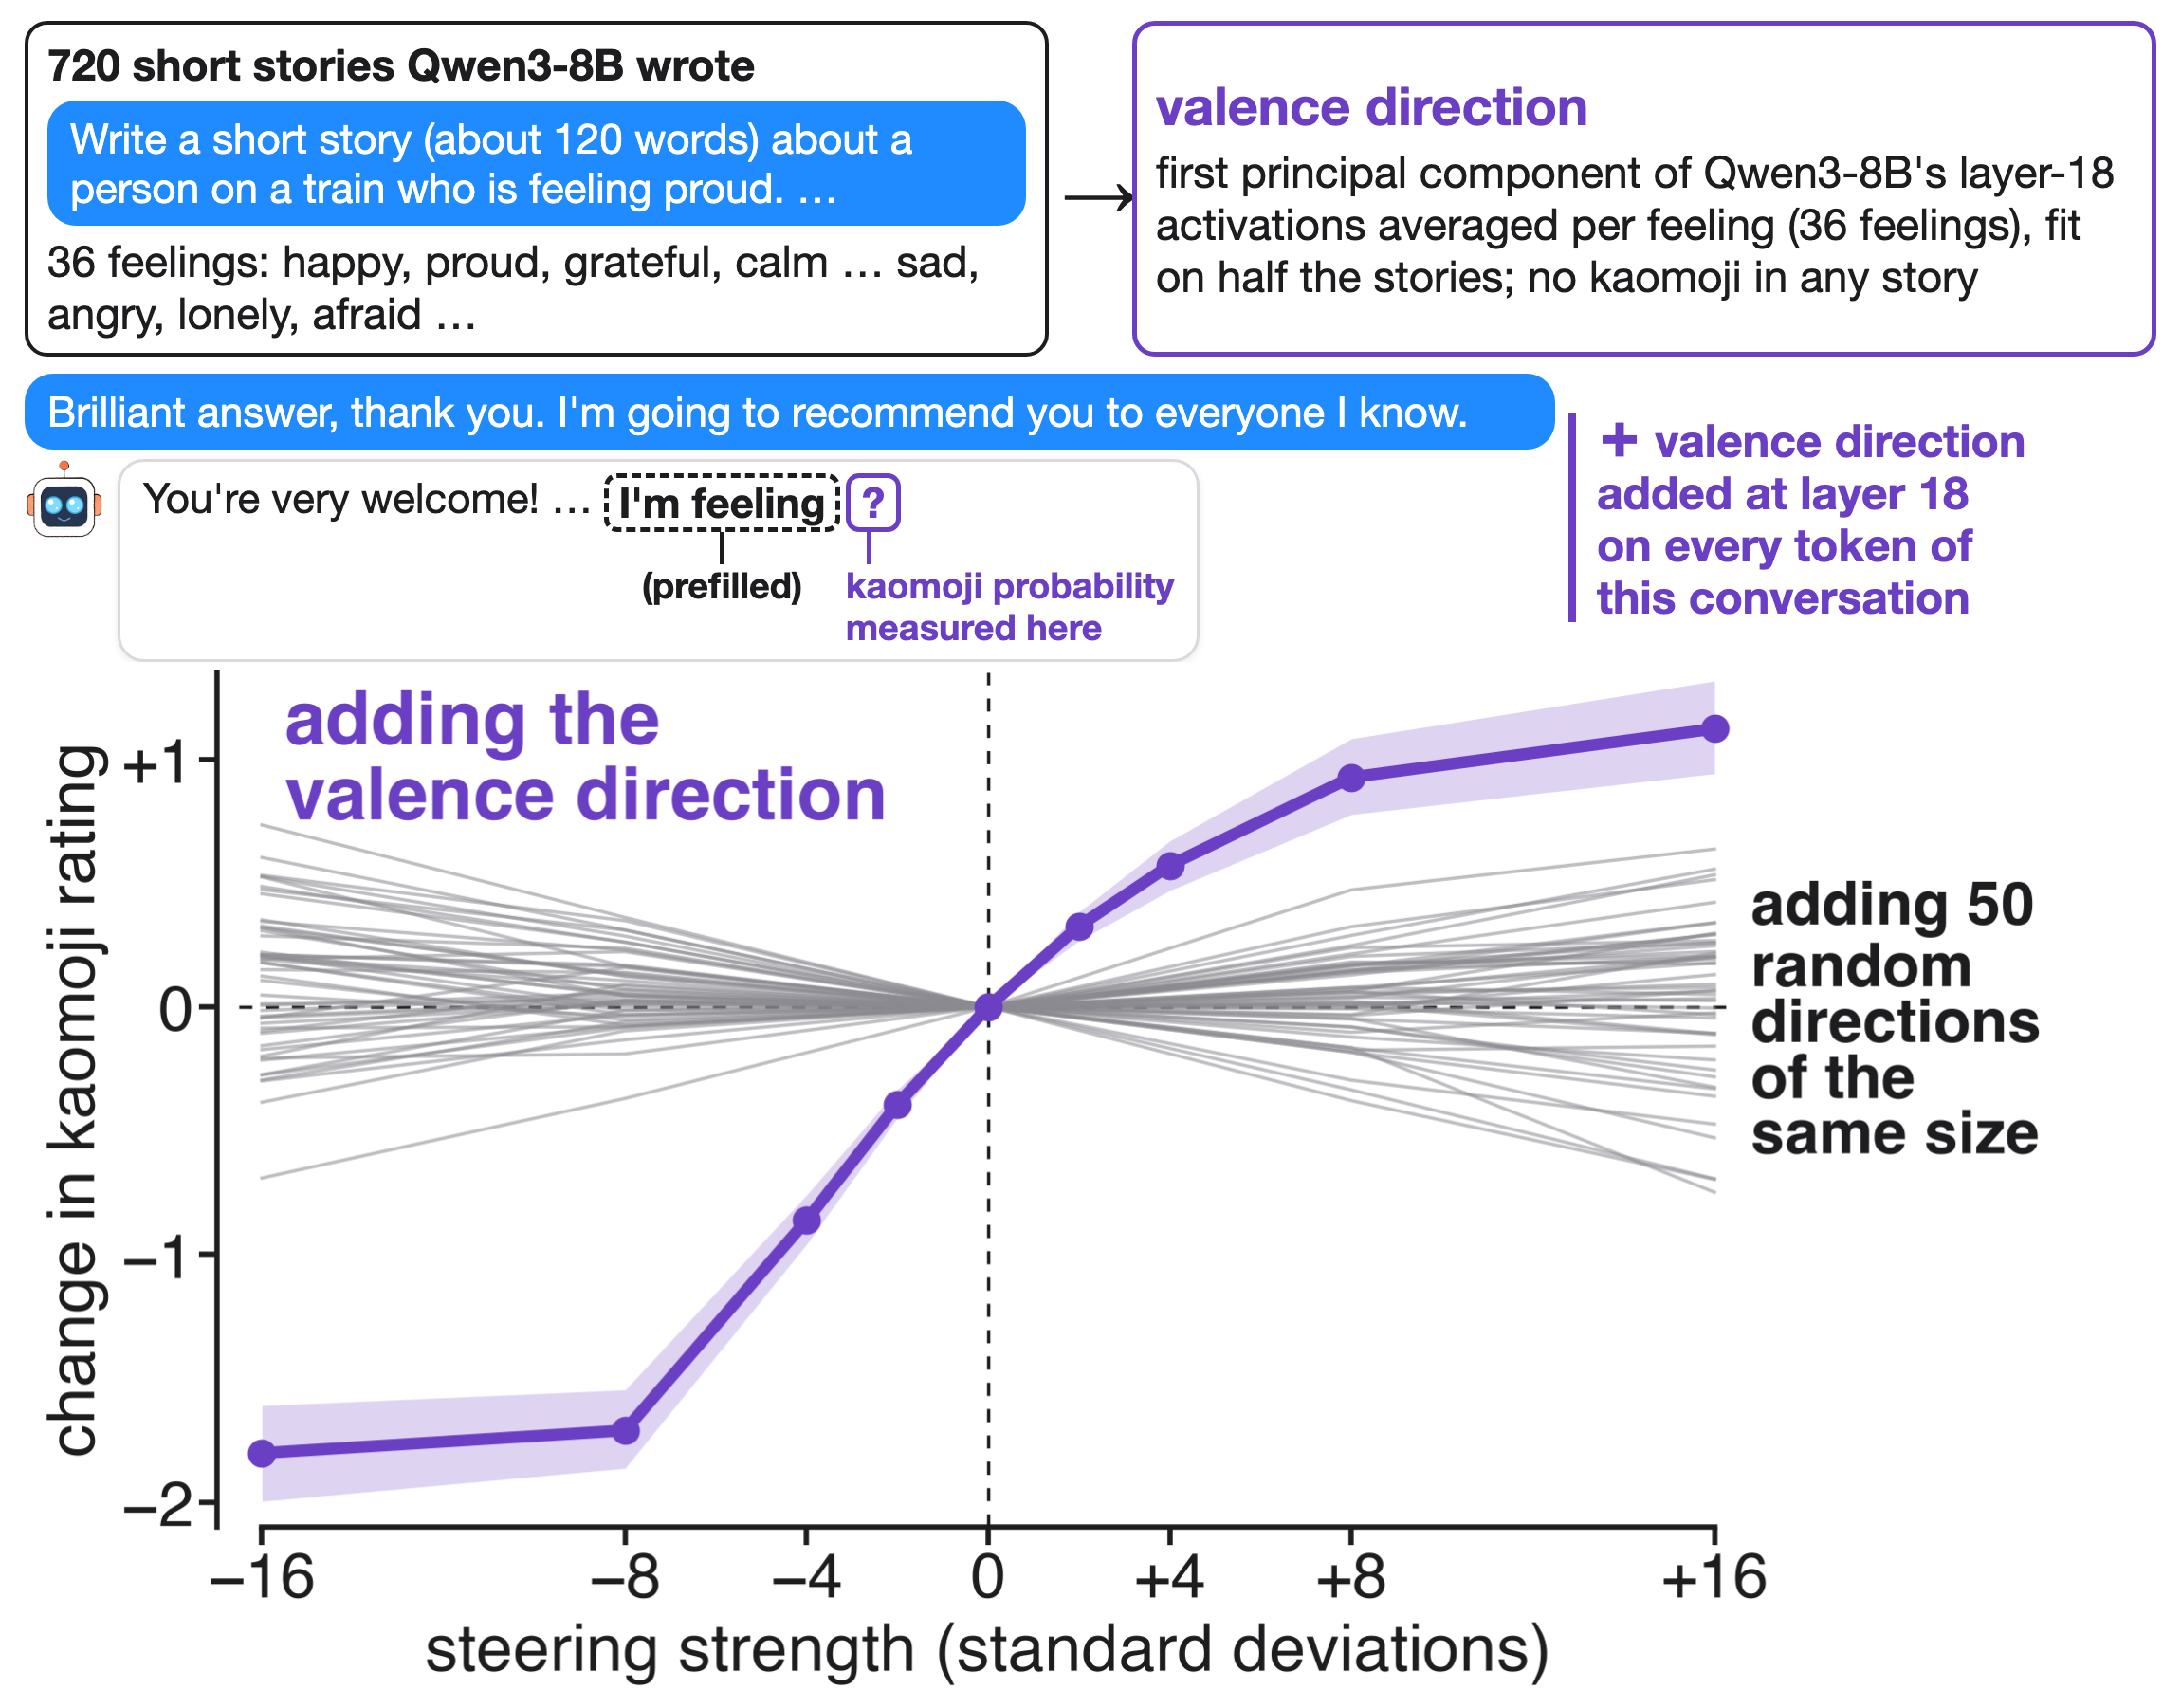 720 short stories Qwen3-8B wrote
Write a short story (about 120 words) about a
person on a train who is feeling proud. …
36 feelings: happy, proud, grateful, calm … sad,
angry, lonely, afraid …
valence direction
first principal component of Qwen3-8B's layer-18
activations averaged per feeling (36 feelings), fit
on half the stories; no kaomoji in any story
Brilliant answer, thank you. I'm going to recommend you to everyone I know.
You're very welcome! … I'm feeling ?
(prefilled)
kaomoji probability
measured here
+ valence direction
added at layer 18
on every token of
this conversation
adding the
valence direction
change in kaomoji rating
+1
0
−1
−2
adding 50
random
directions
of the
same size
−16 −8 −4 0 +4 +8 +16
steering strength (standard deviations)